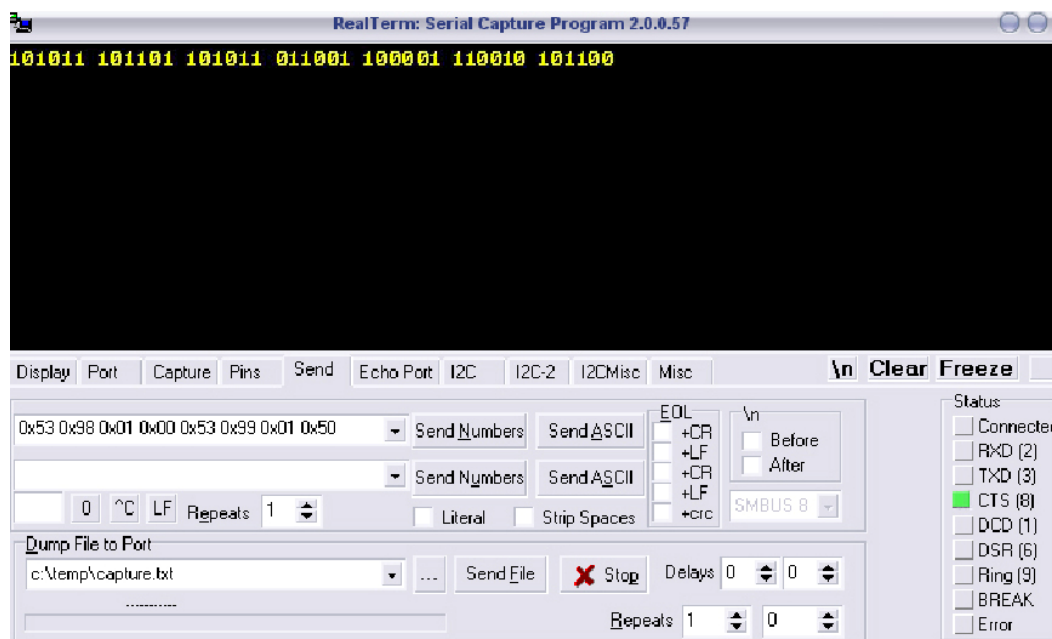 RealTerm: Serial Capture Program 2.0.0.57
101011 101101 101011 011001 100001 110010 101100
Display Port Capture Pins Send Echo Port I2C I2C-2 I2CMisc Misc \n Clear Freeze
0x53 0x98 0x01 0x00 0x53 0x99 0x01 0x50 Send Numbers Send ASCII
Send Numbers Send ASCII
0 ^C LF Repeats 1
Literal Strip Spaces
EOL
+CR
+LF
+CR
+LF
+crc
\n
Before
After
SMBUS 8
Dump File to Port
c:\temp\capture.txt ... Send File Stop Delays 0 0
----------
Repeats 1 0
Status
Connected
RXD (2)
TXD (3)
CTS (8)
DCD (1)
DSR (6)
Ring (9)
BREAK
Error